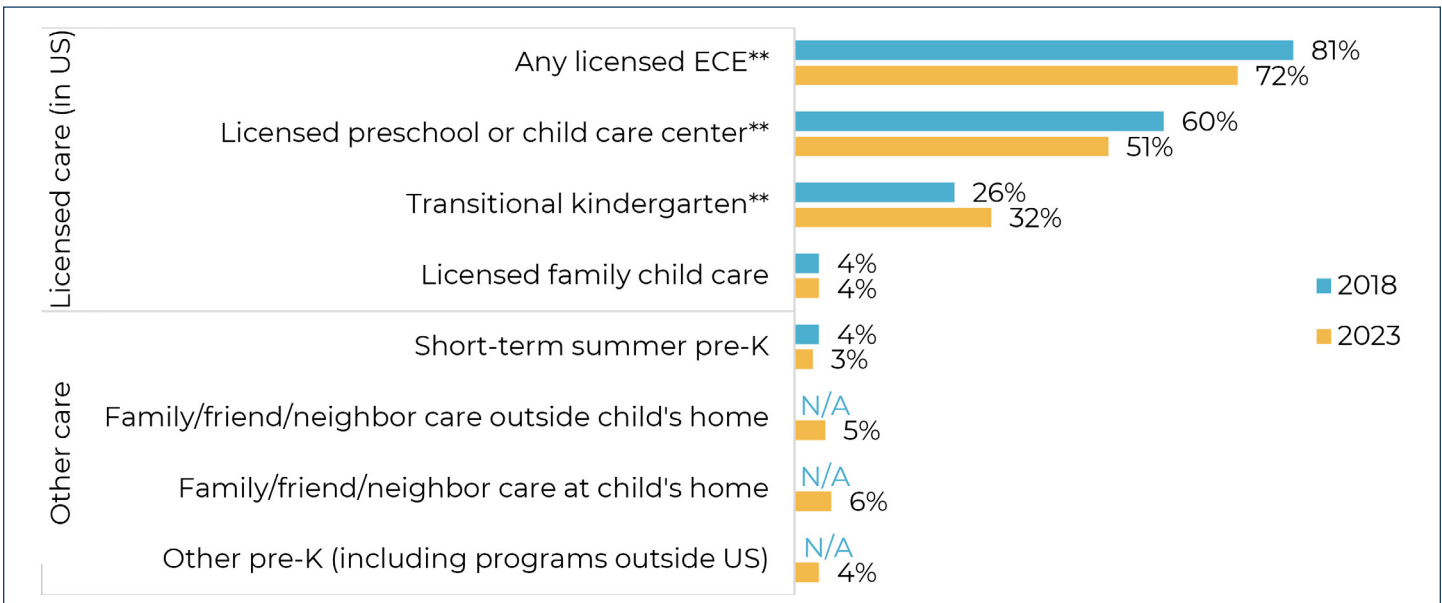 Licensed care (in US)
Any licensed ECE** 81%
72%
Licensed preschool or child care center** 60%
51%
Transitional kindergarten** 26%
32%
Licensed family child care 4%
4%
Other care
Short-term summer pre-K 4%
3%
Family/friend/neighbor care outside child's home N/A
5%
Family/friend/neighbor care at child's home N/A
6%
Other pre-K (including programs outside US) N/A
4%
2018
2023